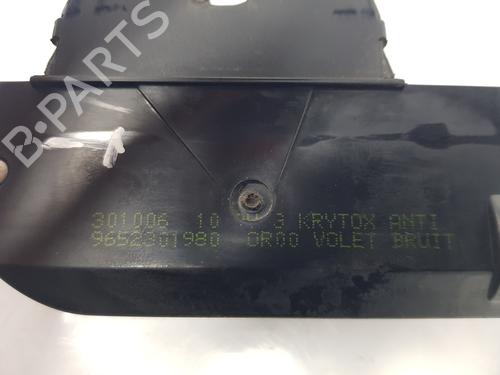 B-PARTS
301006 10 3 KRYTOX ANTI
9652301980 OR00 VOLET BRUIT